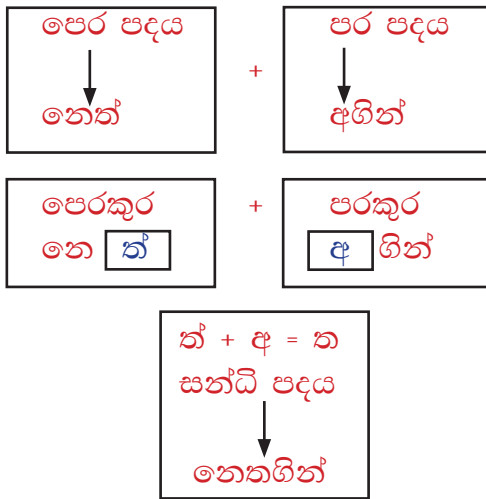 පෙර පදය + පර පදය
නෙත් අගින්
පෙරකුර + පරකුර
නෙ ත් අ ගින්
ත් + අ = ත
සන්ධි පදය
නෙතගින්